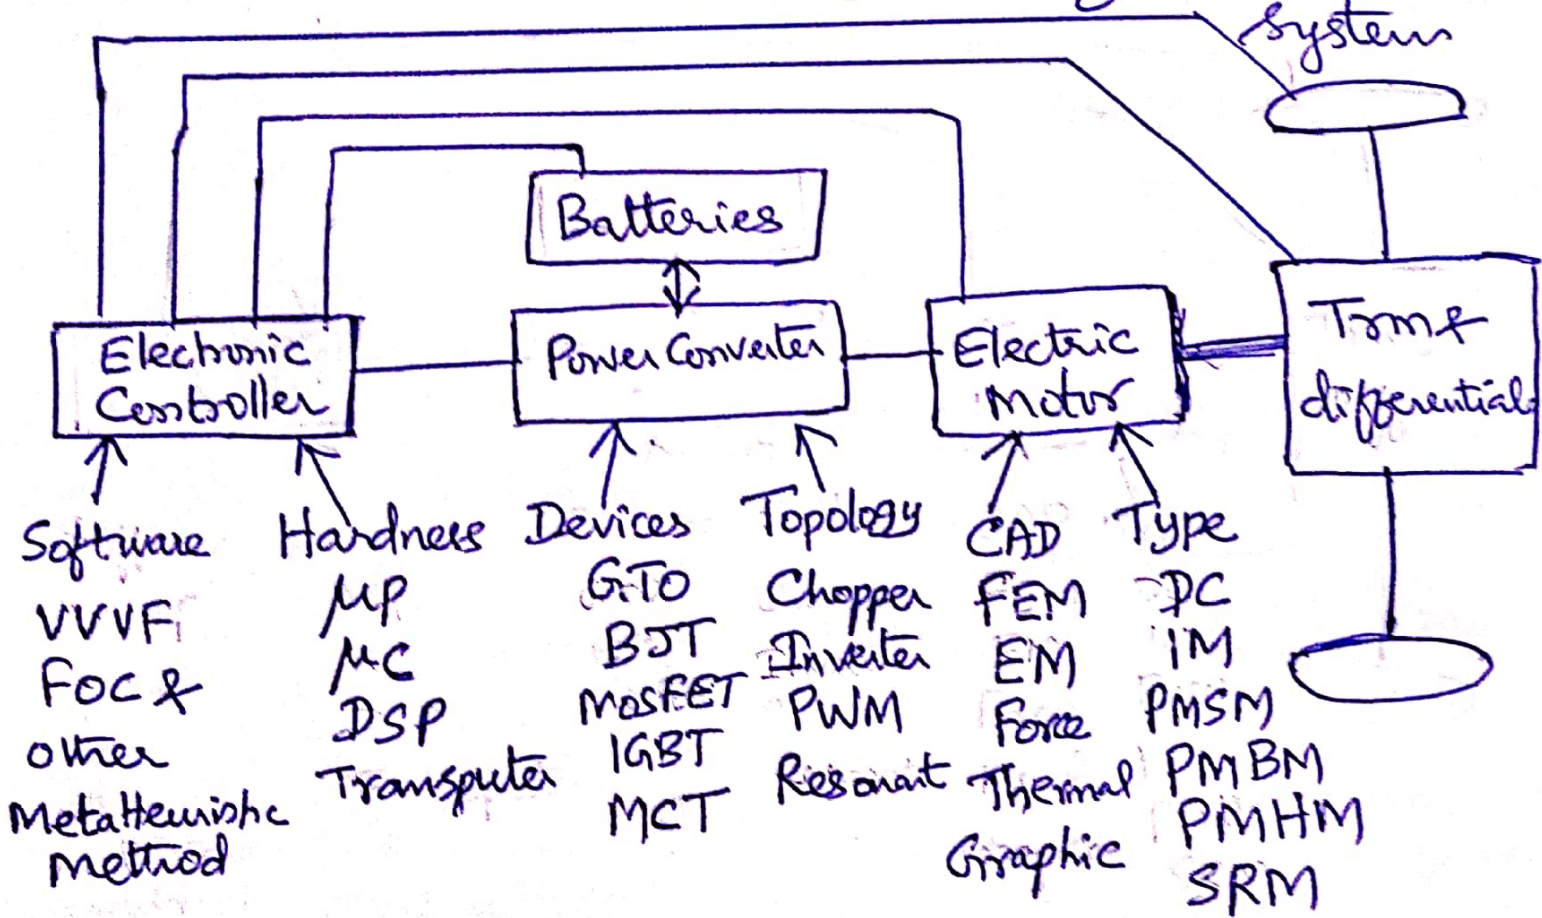 System
Batteries
Electronic
Controller
Power Converter
Electric
Motor
Trm &
differential
Software
VVVF
FOC &
other
Metaheuristic
Method
Hardness
μP
μC
DSP
Transputer
Devices
GTO
BJT
MOSFET
IGBT
MCT
Topology
Chopper
Inverter
PWM
Resonant
CAD
FEM
EM
Force
Thermal
Graphic
Type
DC
IM
PMSM
PMBM
PMHM
SRM